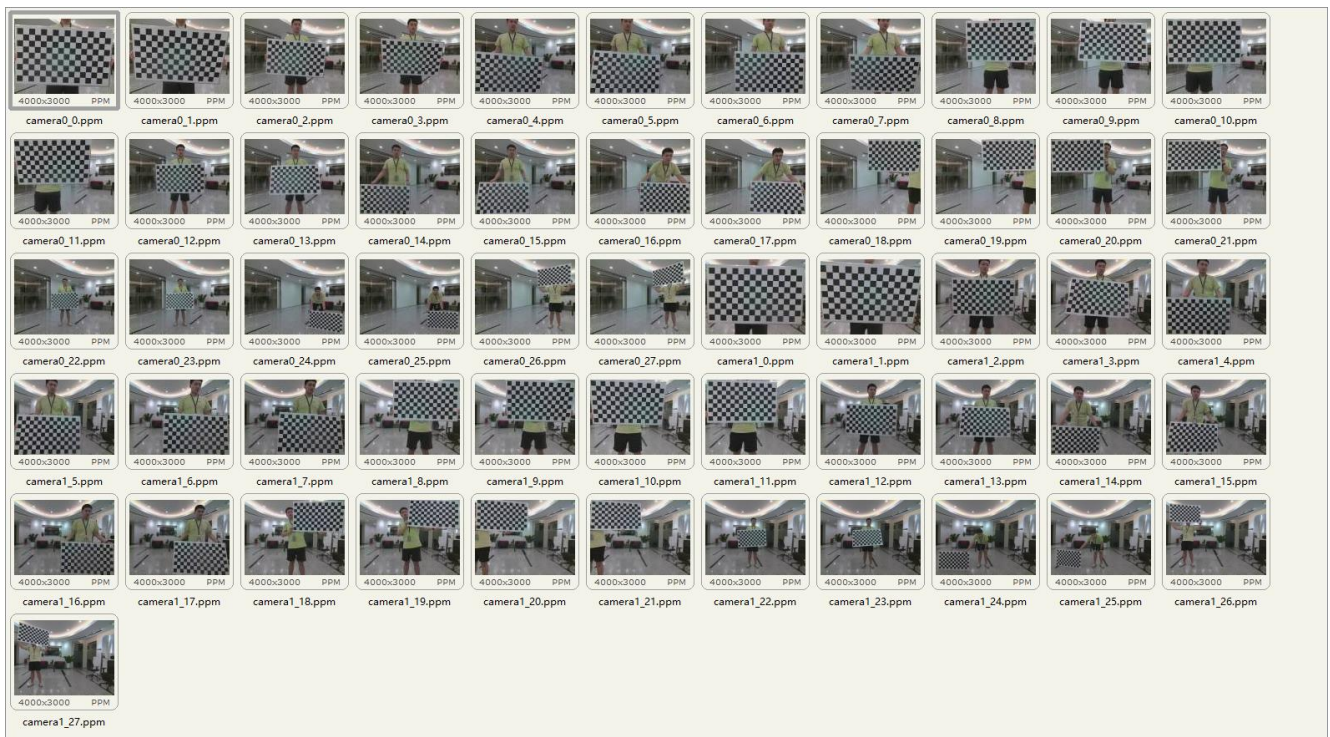 4000x3000 PPM 4000x3000 PPM 4000x3000 PPM 4000x3000 PPM 4000x3000 PPM 4000x3000 PPM 4000x3000 PPM 4000x3000 PPM 4000x3000 PPM 4000x3000 PPM 4000x3000 PPM
camera0_0.ppm camera0_1.ppm camera0_2.ppm camera0_3.ppm camera0_4.ppm camera0_5.ppm camera0_6.ppm camera0_7.ppm camera0_8.ppm camera0_9.ppm camera0_10.ppm
4000x3000 PPM 4000x3000 PPM 4000x3000 PPM 4000x3000 PPM 4000x3000 PPM 4000x3000 PPM 4000x3000 PPM 4000x3000 PPM 4000x3000 PPM 4000x3000 PPM 4000x3000 PPM
camera0_11.ppm camera0_12.ppm camera0_13.ppm camera0_14.ppm camera0_15.ppm camera0_16.ppm camera0_17.ppm camera0_18.ppm camera0_19.ppm camera0_20.ppm camera0_21.ppm
4000x3000 PPM 4000x3000 PPM 4000x3000 PPM 4000x3000 PPM 4000x3000 PPM 4000x3000 PPM 4000x3000 PPM 4000x3000 PPM 4000x3000 PPM 4000x3000 PPM 4000x3000 PPM
camera0_22.ppm camera0_23.ppm camera0_24.ppm camera0_25.ppm camera0_26.ppm camera0_27.ppm camera1_0.ppm camera1_1.ppm camera1_2.ppm camera1_3.ppm camera1_4.ppm
4000x3000 PPM 4000x3000 PPM 4000x3000 PPM 4000x3000 PPM 4000x3000 PPM 4000x3000 PPM 4000x3000 PPM 4000x3000 PPM 4000x3000 PPM 4000x3000 PPM 4000x3000 PPM
camera1_5.ppm camera1_6.ppm camera1_7.ppm camera1_8.ppm camera1_9.ppm camera1_10.ppm camera1_11.ppm camera1_12.ppm camera1_13.ppm camera1_14.ppm camera1_15.ppm
4000x3000 PPM 4000x3000 PPM 4000x3000 PPM 4000x3000 PPM 4000x3000 PPM 4000x3000 PPM 4000x3000 PPM 4000x3000 PPM 4000x3000 PPM 4000x3000 PPM 4000x3000 PPM
camera1_16.ppm camera1_17.ppm camera1_18.ppm camera1_19.ppm camera1_20.ppm camera1_21.ppm camera1_22.ppm camera1_23.ppm camera1_24.ppm camera1_25.ppm camera1_26.ppm
4000x3000 PPM
camera1_27.ppm